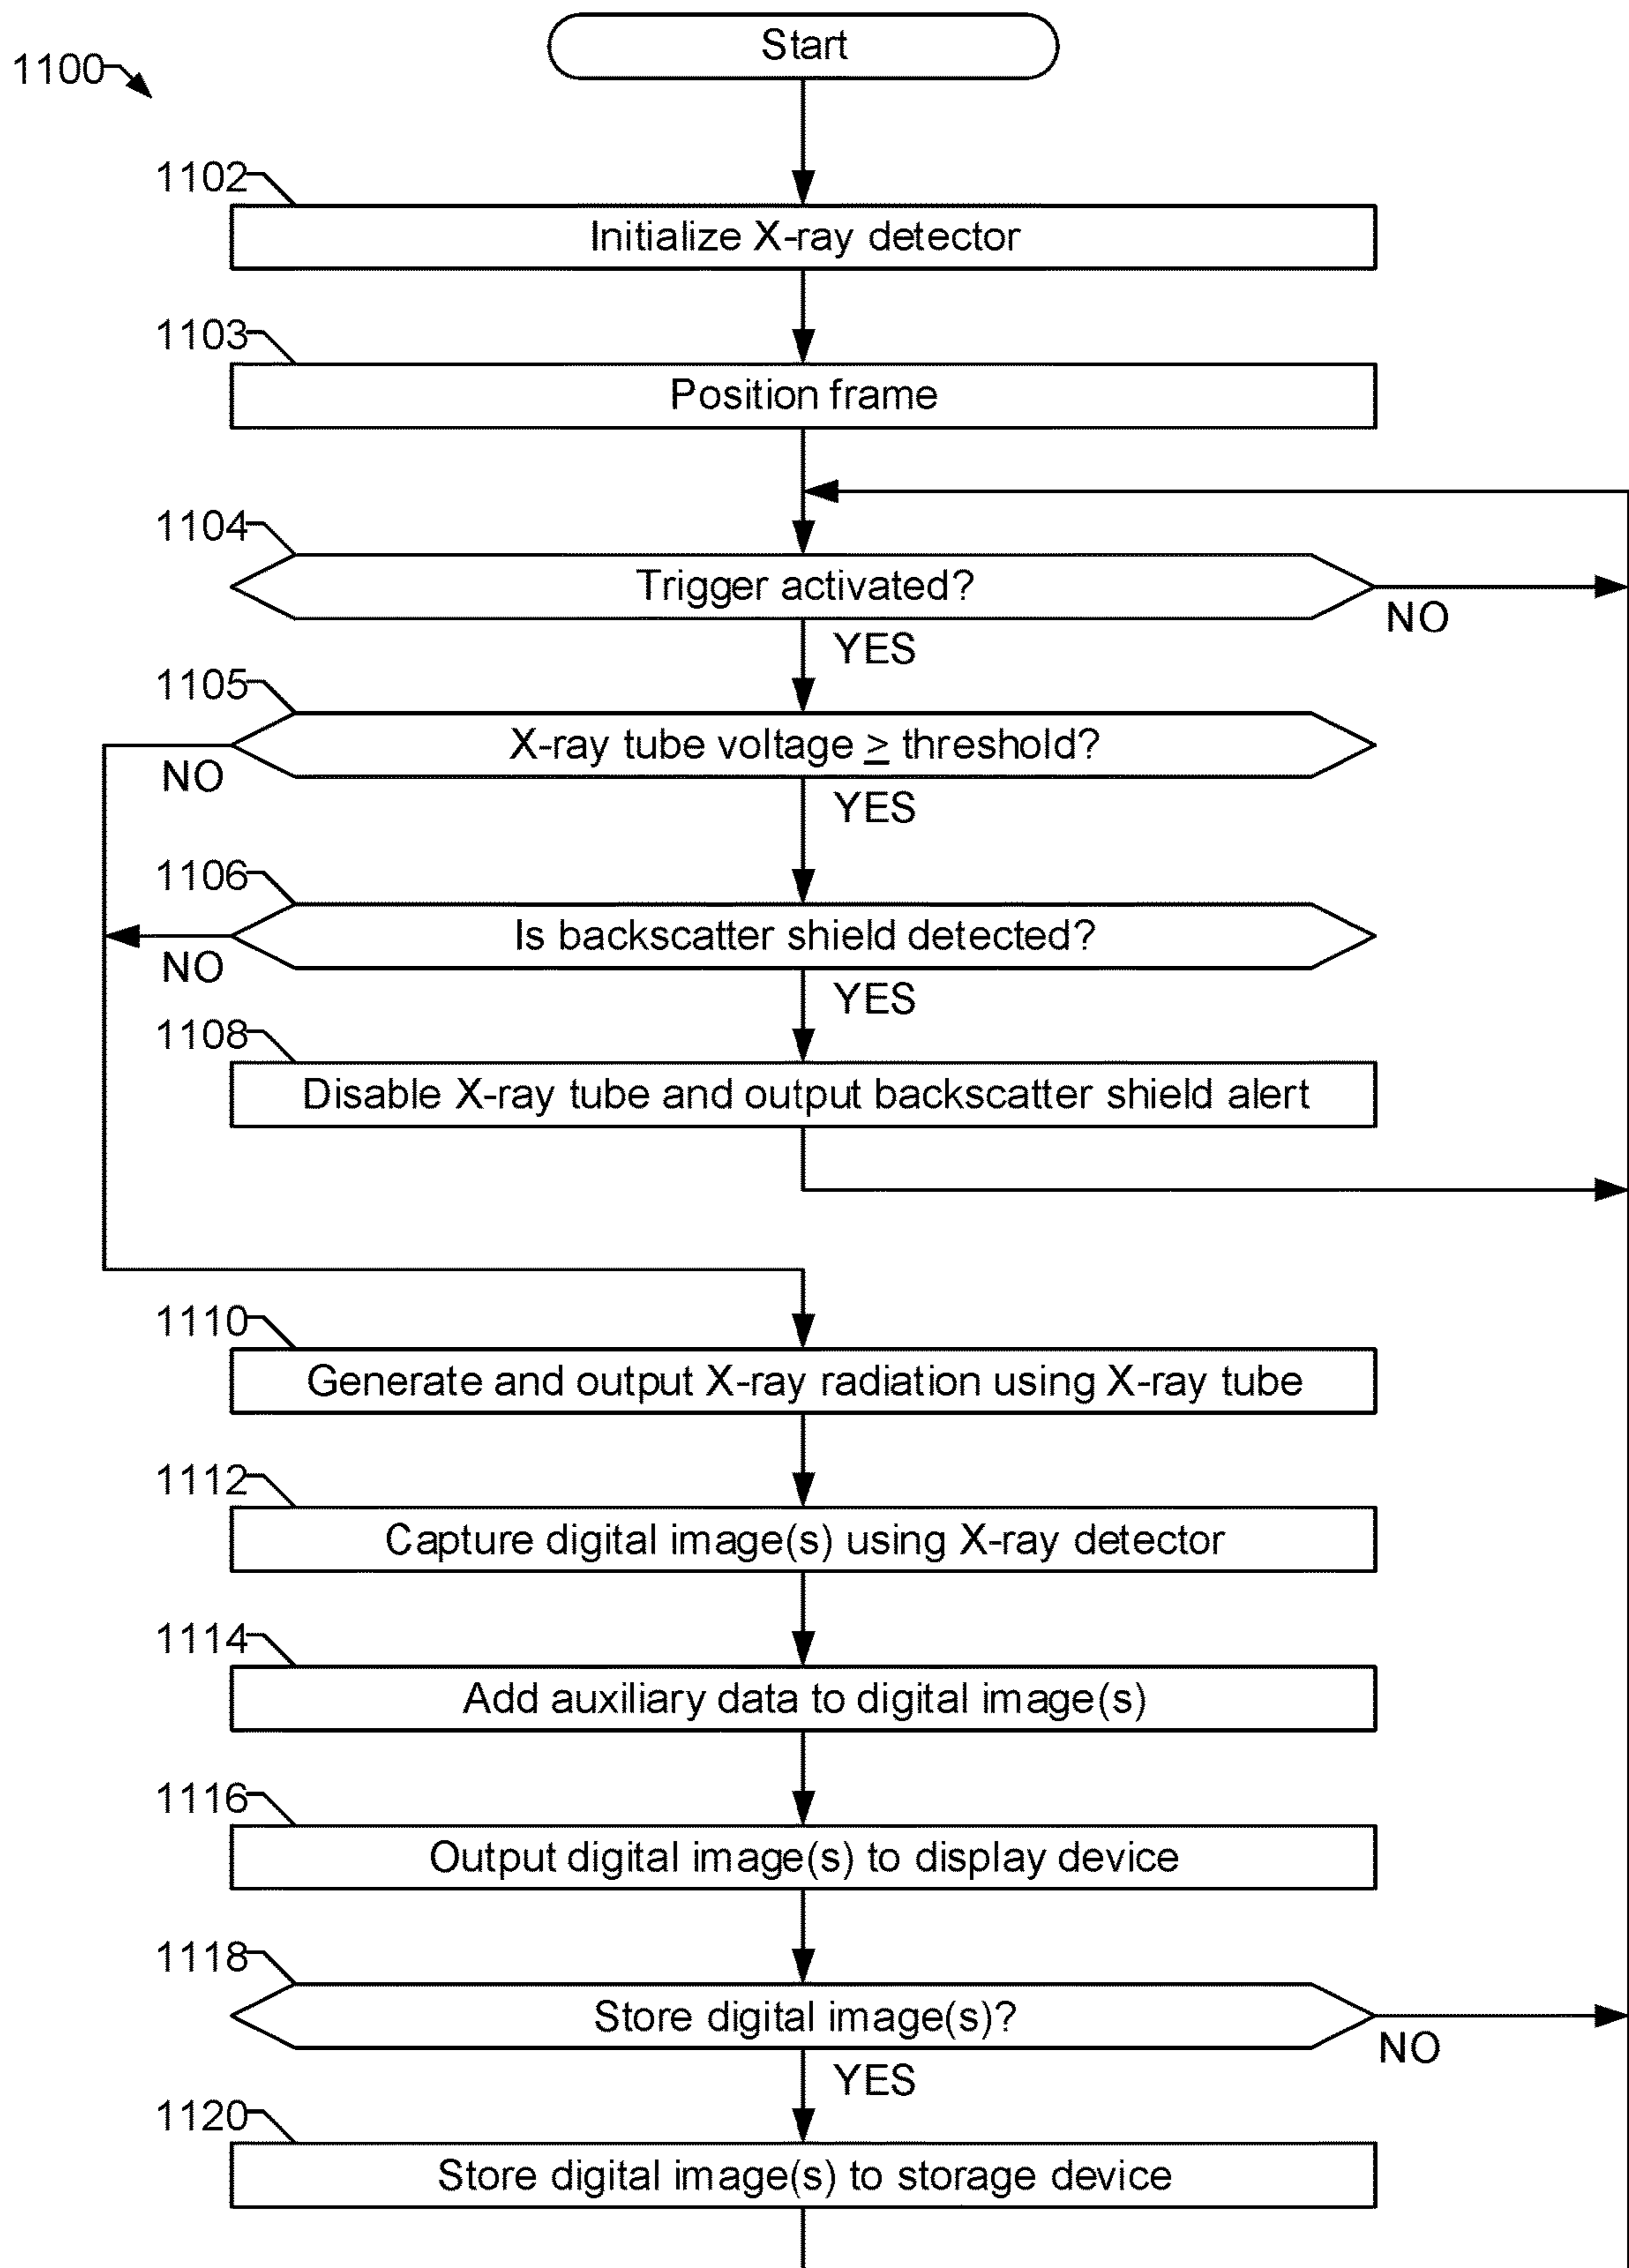 Start
1100
1102
Initialize X-ray detector
1103
Position frame
1104
Trigger activated?
NO
YES
1105
X-ray tube voltage ≥ threshold?
NO
YES
1106
Is backscatter shield detected?
NO
YES
1108
Disable X-ray tube and output backscatter shield alert
1110
Generate and output X-ray radiation using X-ray tube
1112
Capture digital image(s) using X-ray detector
1114
Add auxiliary data to digital image(s)
1116
Output digital image(s) to display device
1118
Store digital image(s)?
NO
YES
1120
Store digital image(s) to storage device